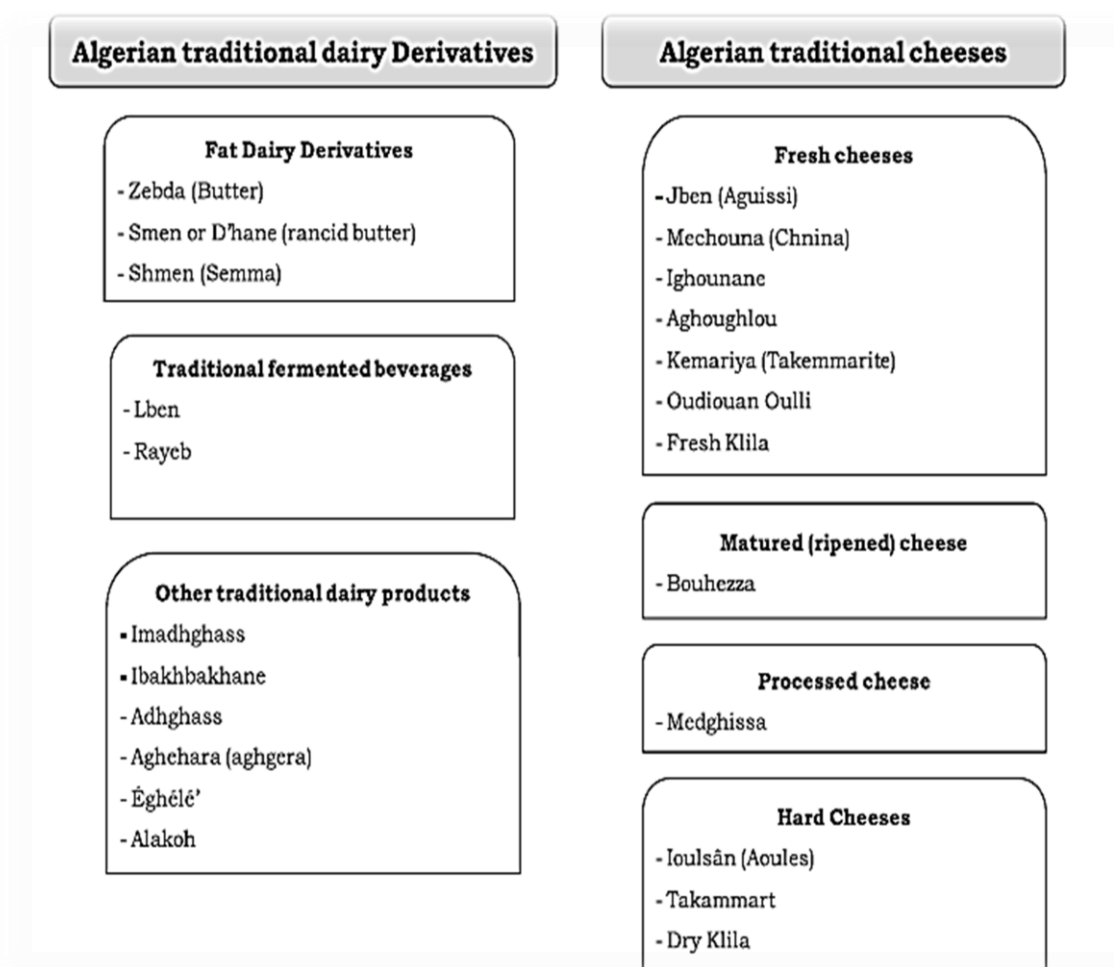 Algerian traditional dairy Derivatives
Fat Dairy Derivatives
- Zebda (Butter)
- Smen or D’hane (rancid butter)
- Shmen (Semma)
Traditional fermented beverages
- Lben
- Rayeb
Other traditional dairy products
▪ Imadhghass
▪ Ibakhbakhane
- Adhghass
- Aghehara (aghgera)
- Éghélé’
- Alakoh
Algerian traditional cheeses
Fresh cheeses
- Jben (Aguissi)
- Mechouna (Chnina)
- Ighounane
- Aghoughlou
- Kemariya (Takemmarite)
- Oudiouan Oulli
- Fresh Klila
Matured (ripened) cheese
- Bouhezza
Processed cheese
- Medghissa
Hard Cheeses
- Ioulsân (Aoules)
- Takammart
- Dry Klila